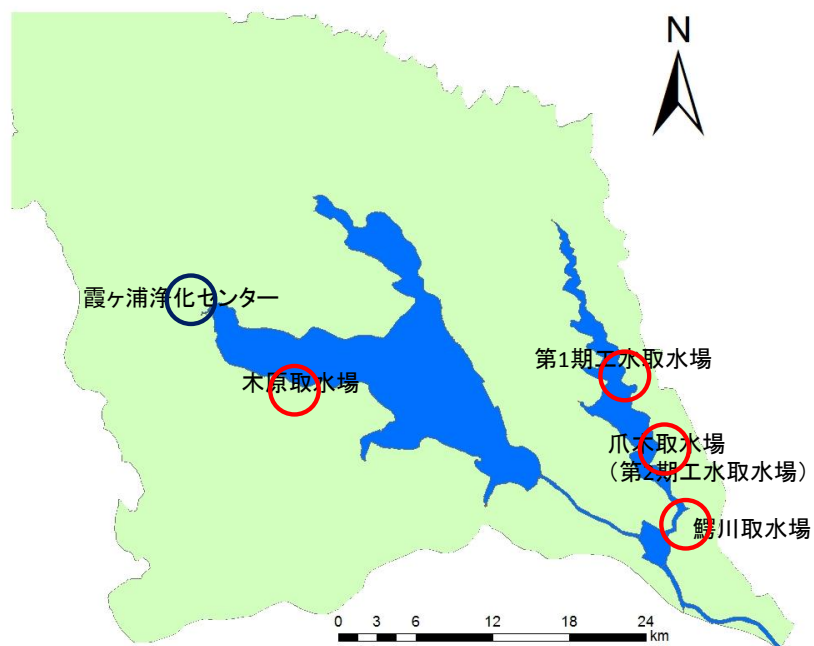 N
霞ヶ浦浄化センター
第1期工水取水場
木原取水場
爪木取水場
（第2期工水取水場）
鰐川取水場
0 3 6 12 18 24
km